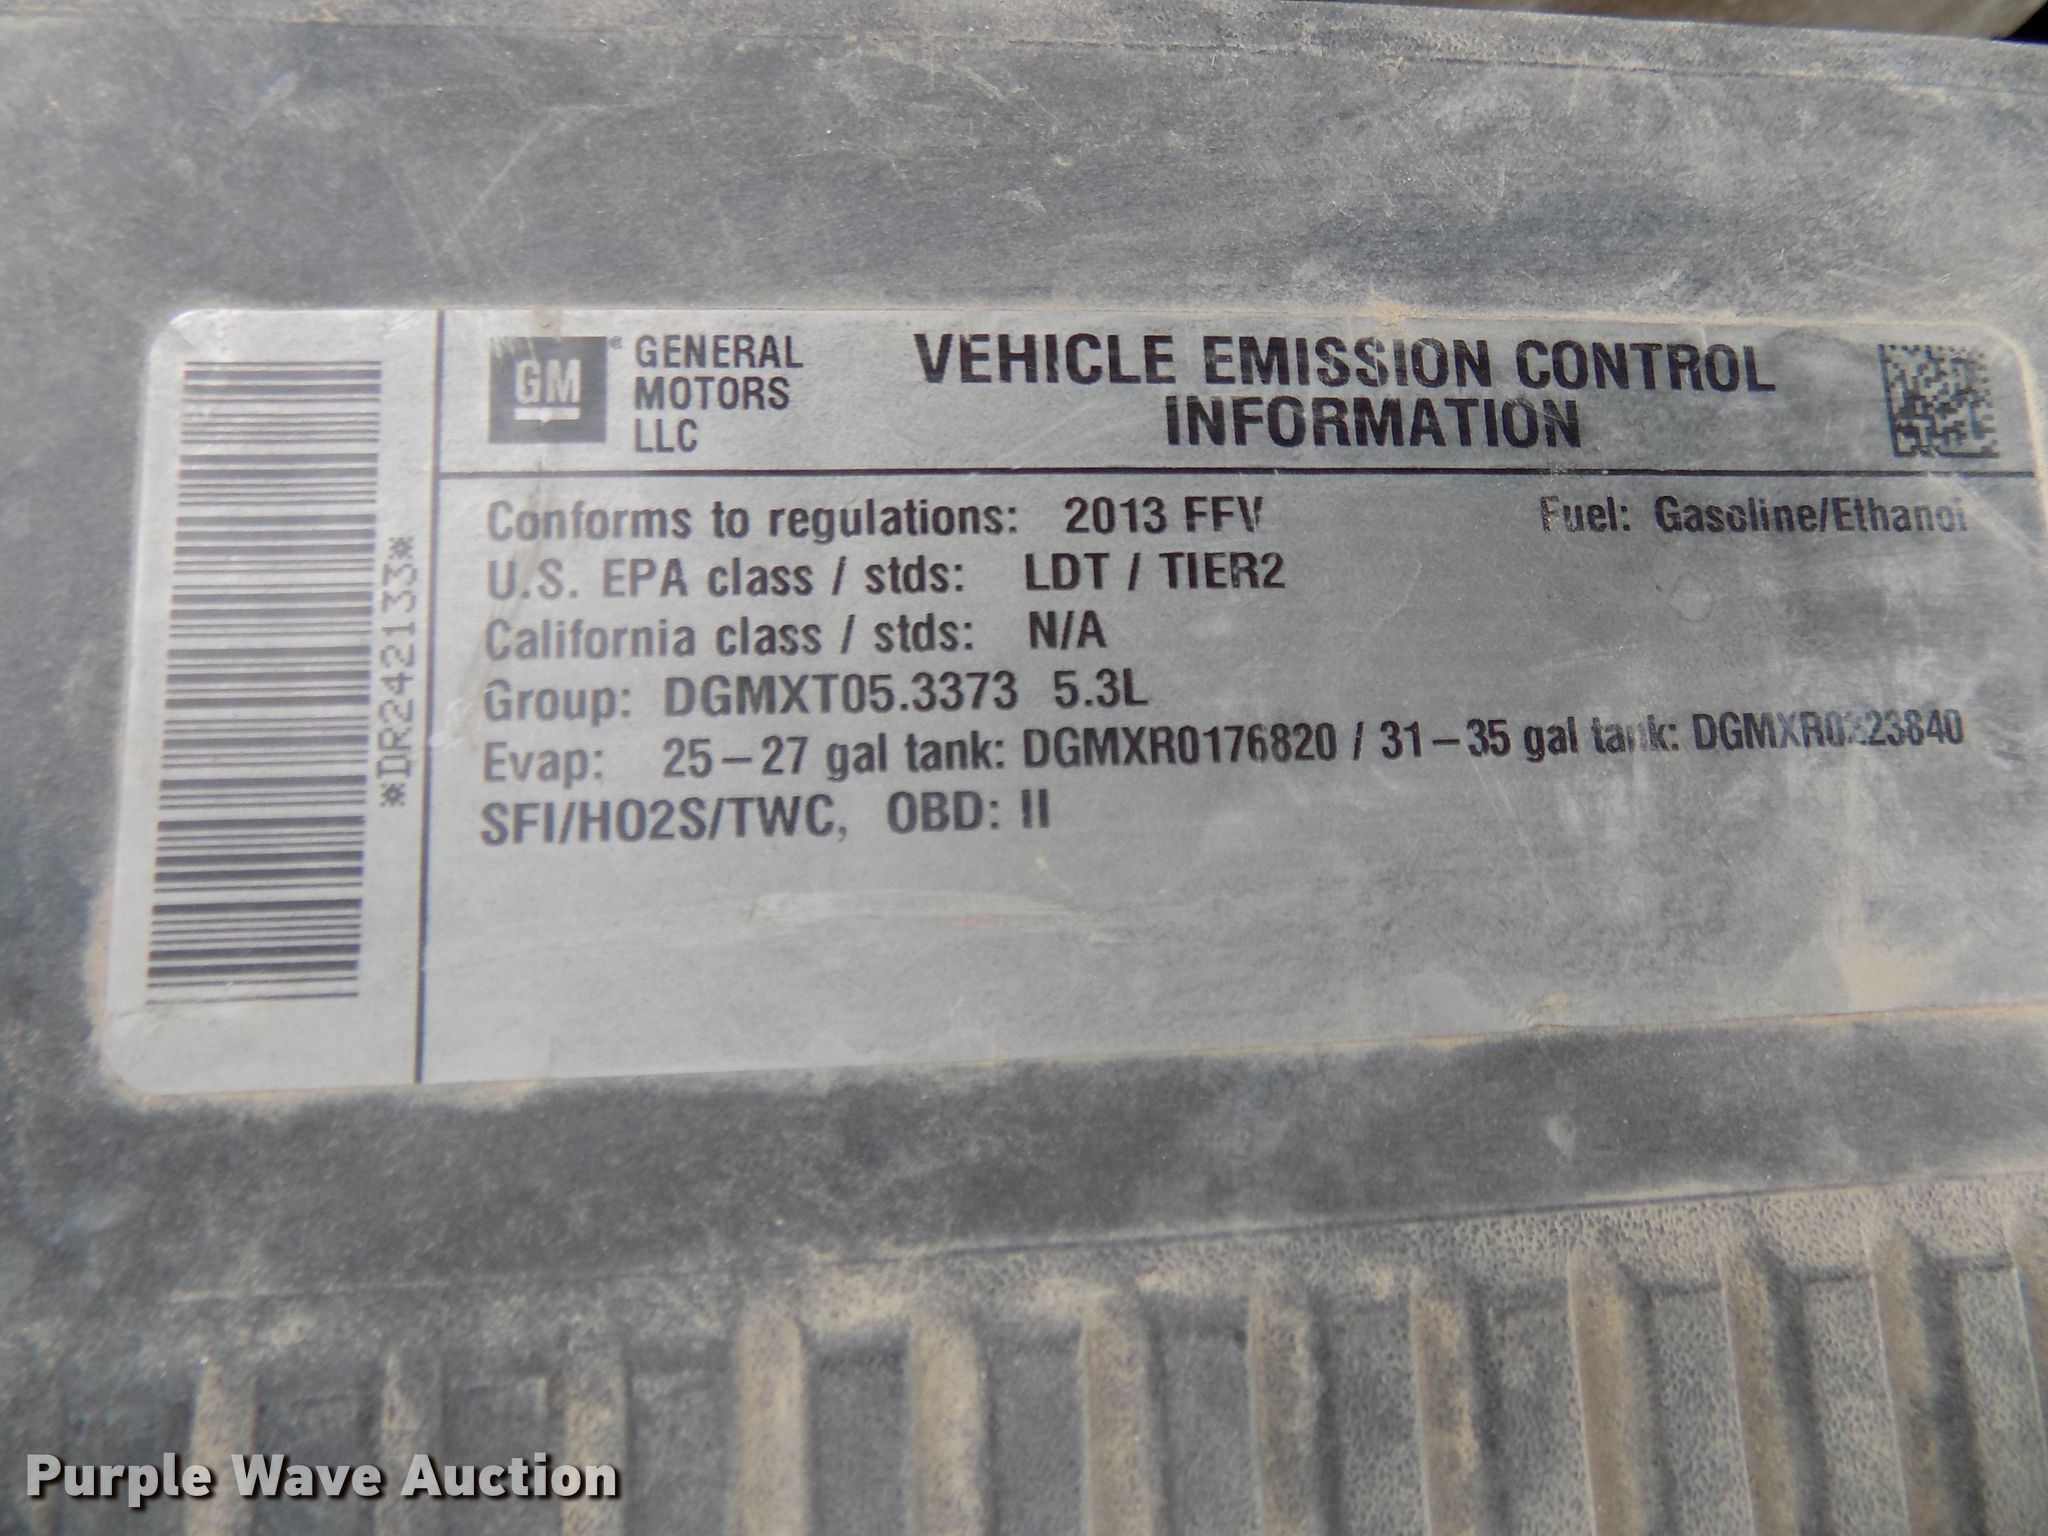 GM® GENERAL MOTORS LLC
VEHICLE EMISSION CONTROL
INFORMATION
*DR242133*
Conforms to regulations: 2013 FFV Fuel: Gasoline/Ethanol
U.S. EPA class / stds: LDT / TIER2
California class / stds: N/A
Group: DGMXT05.3373 5.3L
Evap: 25–27 gal tank: DGMXR0176820 / 31–35 gal tank:
SFI/HO2S/TWC, OBD: II
Purple Wave Auction